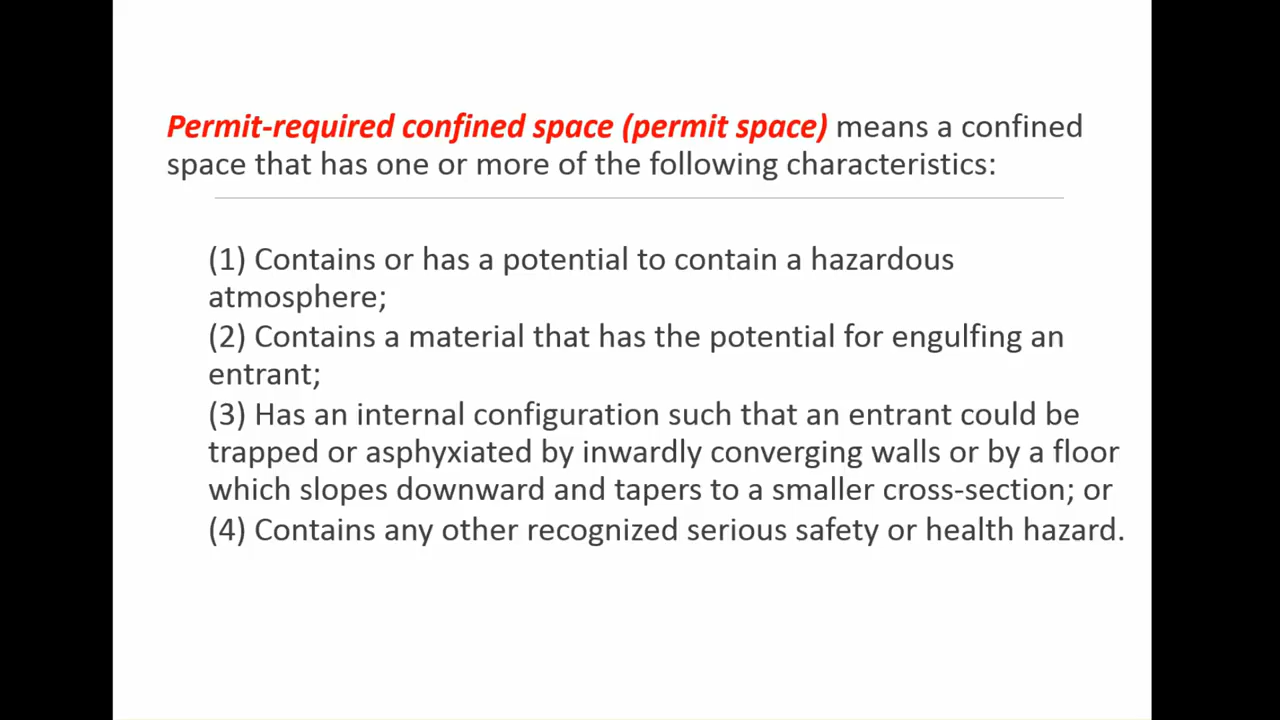 Permit-required confined space (permit space) means a confined
space that has one or more of the following characteristics:
(1) Contains or has a potential to contain a hazardous
atmosphere;
(2) Contains a material that has the potential for engulfing an
entrant;
(3) Has an internal configuration such that an entrant could be
trapped or asphyxiated by inwardly converging walls or by a floor
which slopes downward and tapers to a smaller cross-section; or
(4) Contains any other recognized serious safety or health hazard.